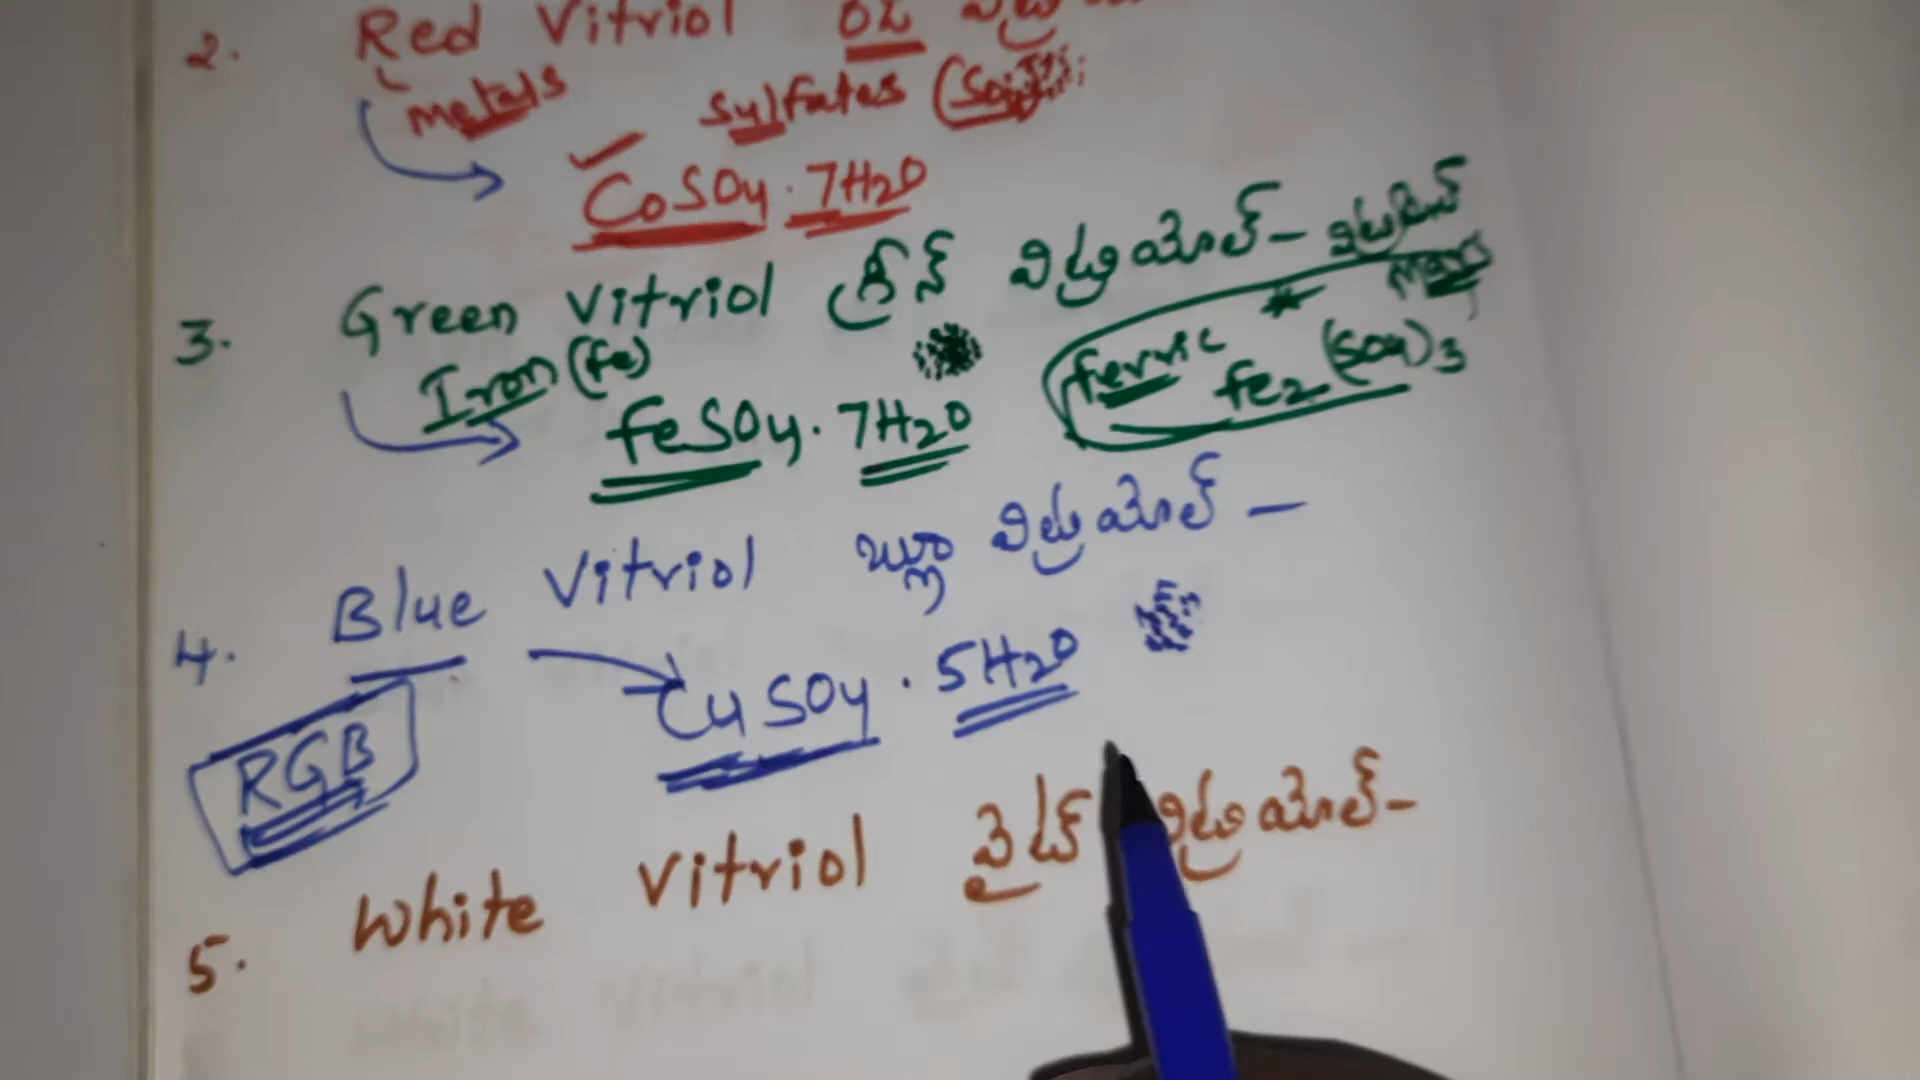 2. Red Vitriol రెడ్
metals sulfates
CoSO4 . 7H2O
3. Green Vitriol గ్రీన్ విట్రియోల్ -
Iron (Fe) ferric Fe2 (SO4)3
FeSO4 . 7H2O
4. Blue Vitriol బ్లూ విట్రియోల్ -
CuSO4 . 5H2O
RGB
5. White Vitriol వైట్ విట్రియోల్ -